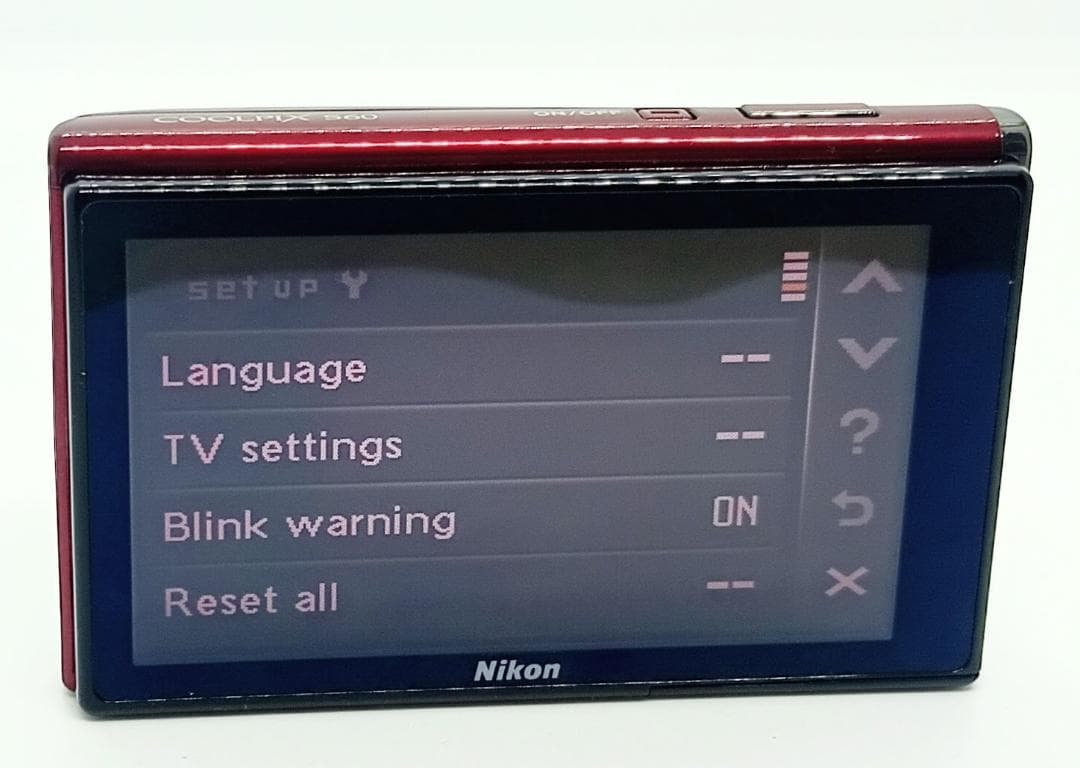 COOLPIX S60 ON/OFF
set up
Language --
TV settings --
Blink warning ON
Reset all --
?
Nikon